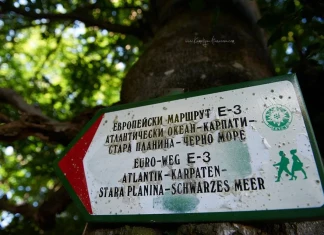 ЕВРОПЕЙСКИ МАРШРУТ Е-3
АТЛАНТИЧЕСКИ ОКЕАН-КАРПАТИ-
СТАРА ПЛАНИНА-ЧЕРНО МОРЕ
EURO-WEG E-3
ATLANTIK-KARPATEN-
STARA PLANINA-SCHWARZES MEER